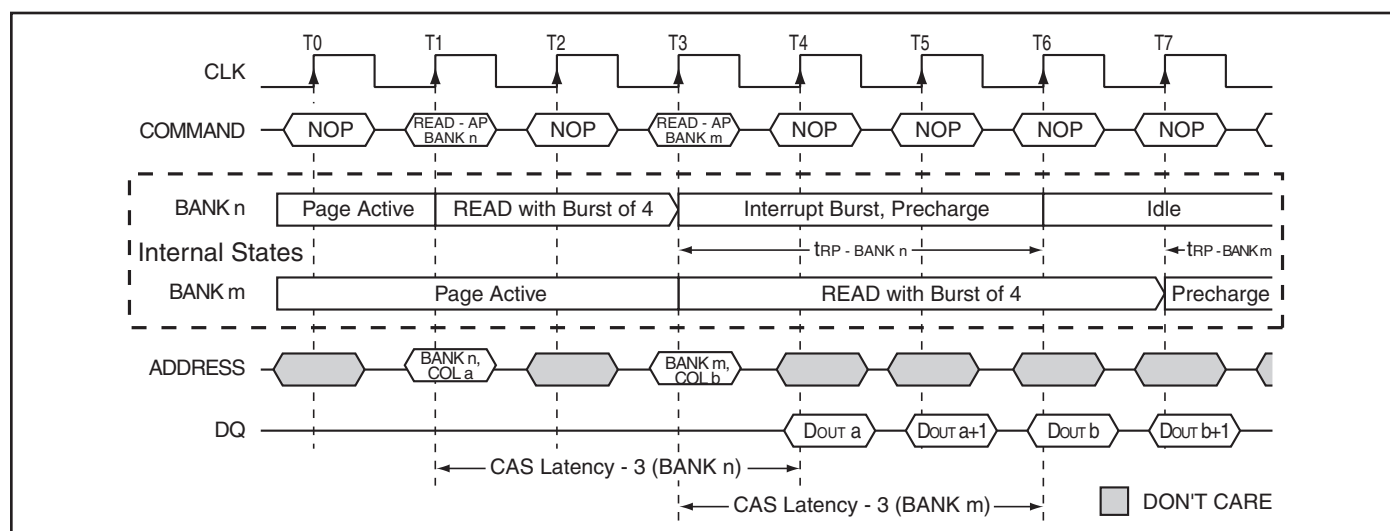 T0 T1 T2 T3 T4 T5 T6 T7
CLK
COMMAND NOP READ - AP BANK n NOP READ - AP BANK m NOP NOP NOP NOP
BANK n Page Active READ with Burst of 4 Interrupt Burst, Precharge Idle
Internal States tRP - BANK n tRP - BANK m
BANK m Page Active READ with Burst of 4 Precharge
ADDRESS BANK n, COL a BANK m, COL b
DQ DOUT a DOUT a+1 DOUT b DOUT b+1
CAS Latency - 3 (BANK n)
CAS Latency - 3 (BANK m)
DON'T CARE